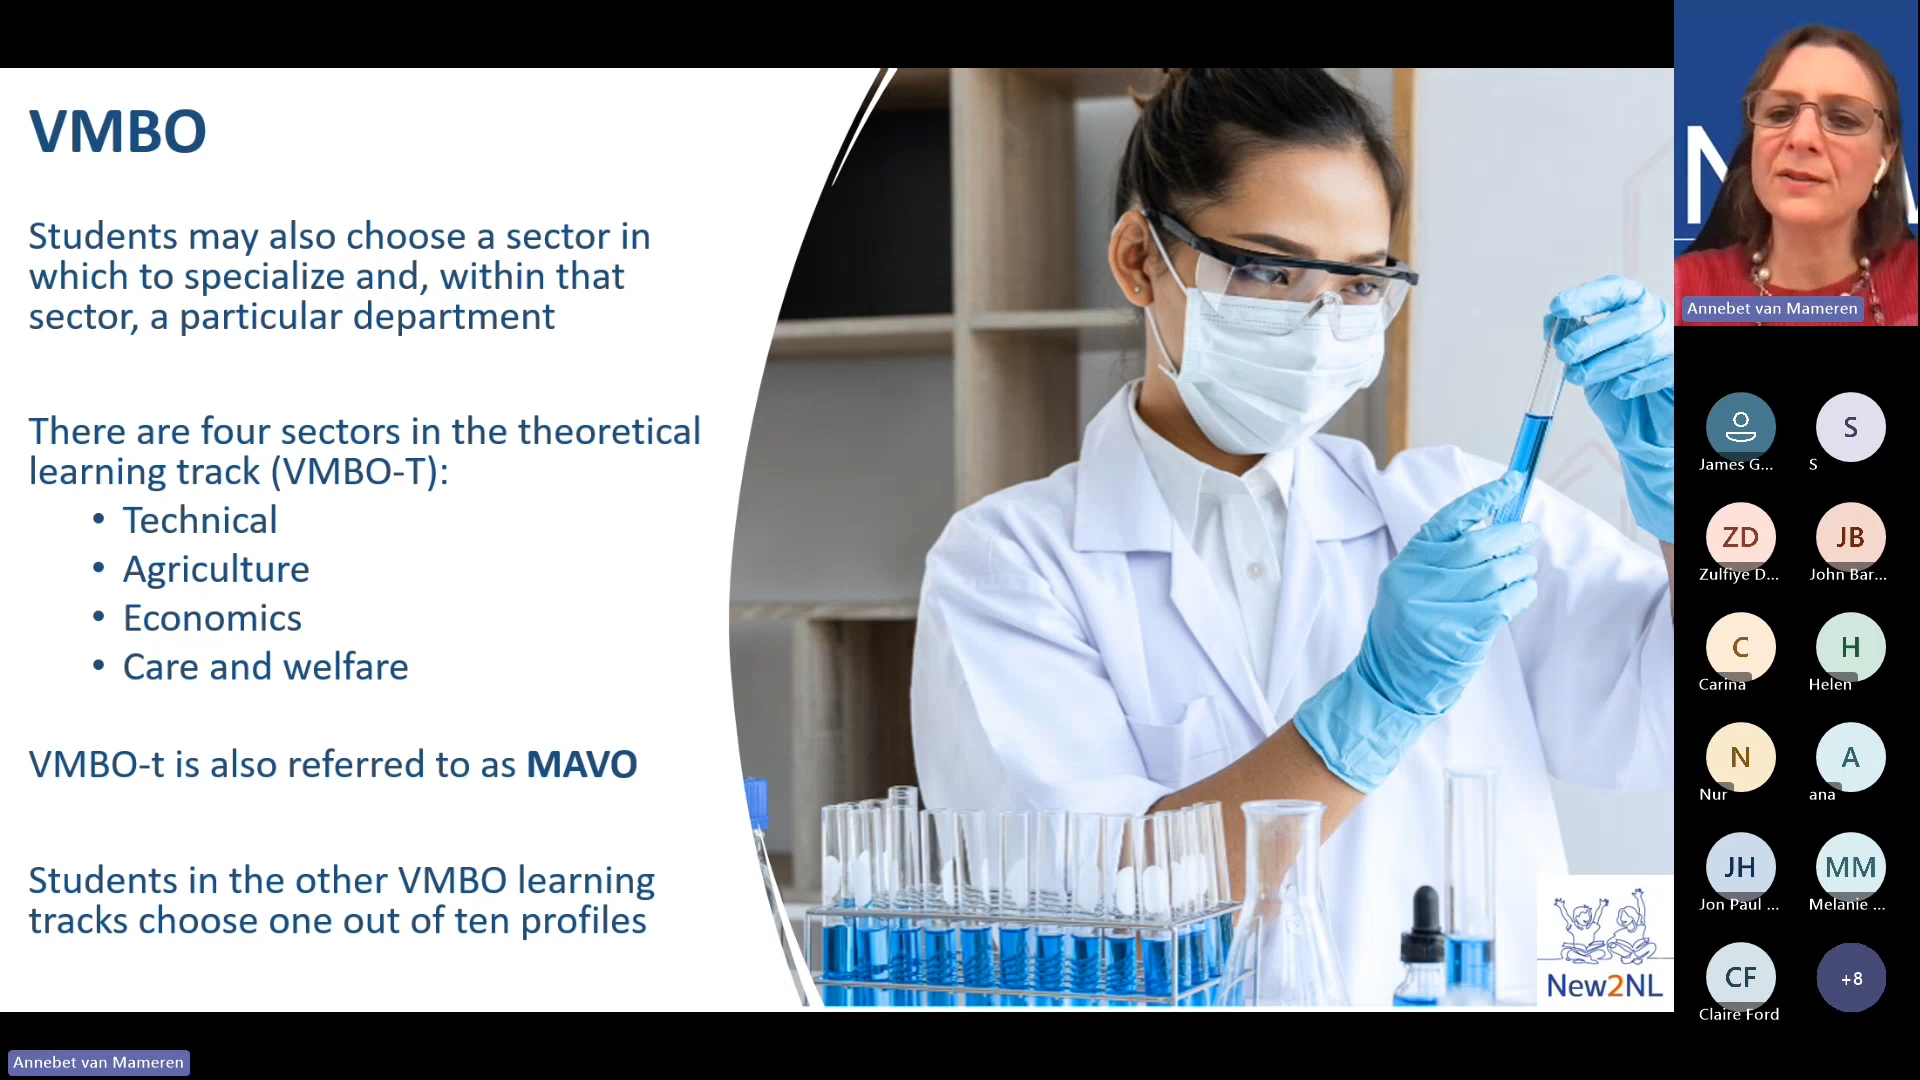 VMBO
Students may also choose a sector in
which to specialize and, within that
sector, a particular department
There are four sectors in the theoretical
learning track (VMBO-T):
• Technical
• Agriculture
• Economics
• Care and welfare
VMBO-t is also referred to as MAVO
Students in the other VMBO learning
tracks choose one out of ten profiles
New2NL
Annebet van Mameren
James G...
S
S
ZD
Zulfiye D...
JB
John Bar...
C
Carina
H
Helen
N
Nur
A
ana
JH
Jon Paul ...
MM
Melanie ...
CF
Claire Ford
+8
Annebet van Mameren